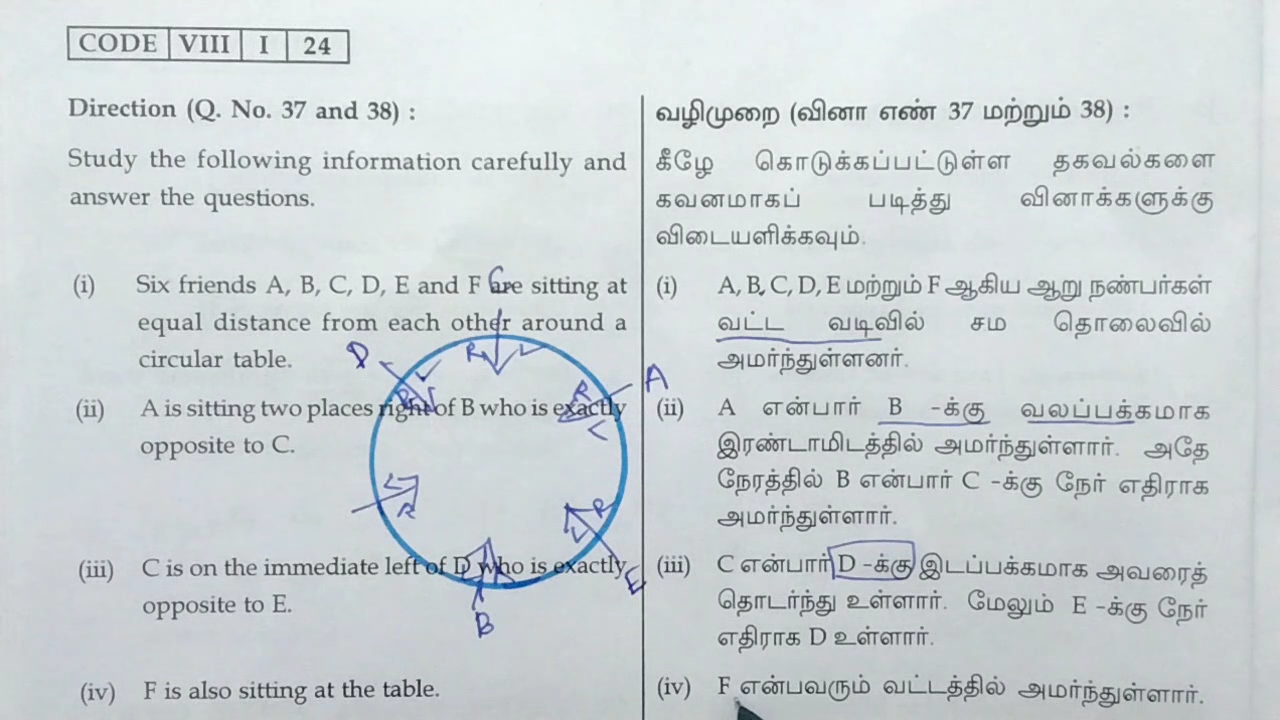 CODE VIII I 24
Direction (Q. No. 37 and 38) :
Study the following information carefully and
answer the questions.
(i) Six friends A, B, C, D, E and F are sitting at
equal distance from each other around a
circular table.
(ii) A is sitting two places right of B who is exactly
opposite to C.
(iii) C is on the immediate left of D who is exactly
opposite to E.
(iv) F is also sitting at the table.
C
D
A
R L
R L
R
L
L
R
R
L
E
B
வழிமுறை (வினா எண் 37 மற்றும் 38) :
கீழே கொடுக்கப்பட்டுள்ள தகவல்களை
கவனமாகப் படித்து வினாக்களுக்கு
விடையளிக்கவும்.
(i) A, B, C, D, E மற்றும் F ஆகிய ஆறு நண்பர்கள்
வட்ட வடிவில் சம தொலைவில்
அமர்ந்துள்ளனர்.
(ii) A என்பார் B -க்கு வலப்பக்கமாக
இரண்டாமிடத்தில் அமர்ந்துள்ளார். அதே
நேரத்தில் B என்பார் C -க்கு நேர் எதிராக
அமர்ந்துள்ளார்.
(iii) C என்பார் D -க்கு இடப்பக்கமாக அவரைத்
தொடர்ந்து உள்ளார். மேலும் E -க்கு நேர்
எதிராக D உள்ளார்.
(iv) F என்பவரும் வட்டத்தில் அமர்ந்துள்ளார்.